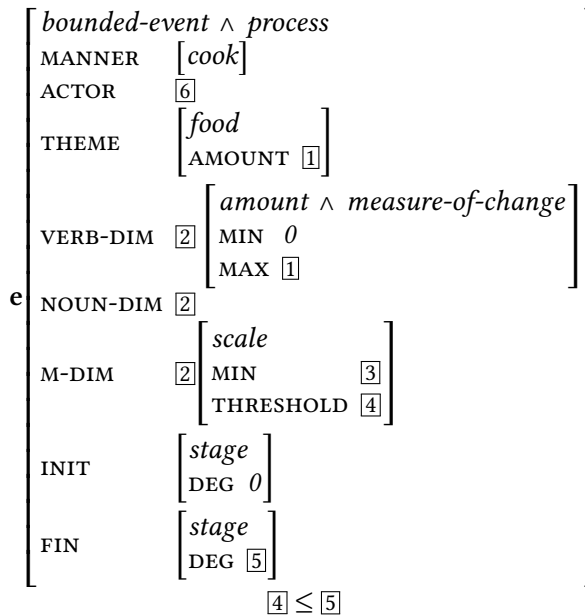 bounded-event ∧ process
MANNER [cook]
ACTOR 6
THEME [food
AMOUNT 1]
VERB-DIM 2 [amount ∧ measure-of-change
MIN 0
MAX 1]
e NOUN-DIM 2
M-DIM 2 [scale
MIN 3
THRESHOLD 4]
INIT [stage
DEG 0]
FIN [stage
DEG 5]
4 ≤ 5